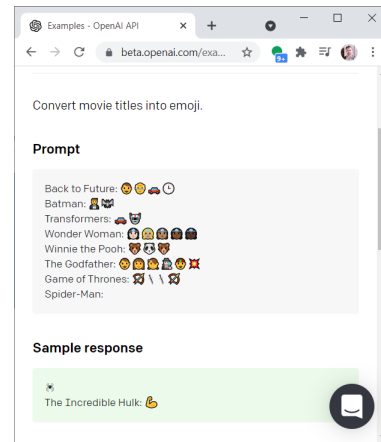 Examples - OpenAI API
beta.openai.com/exa...
9+
Convert movie titles into emoji.
Prompt
Back to Future: 👨👴🚗🕒
Batman: 🤵🦇
Transformers: 🚗🤖
Wonder Woman: 👸🏻👸🏼👸🏽👸🏾👸🏿
Winnie the Pooh: 🐻🐼🐻
The Godfather: 👨👩👧🕵🏻‍♂️👲💥
Game of Thrones: 🏹🗡🗡🏹
Spider-Man:
Sample response
🕷
The Incredible Hulk: 💪